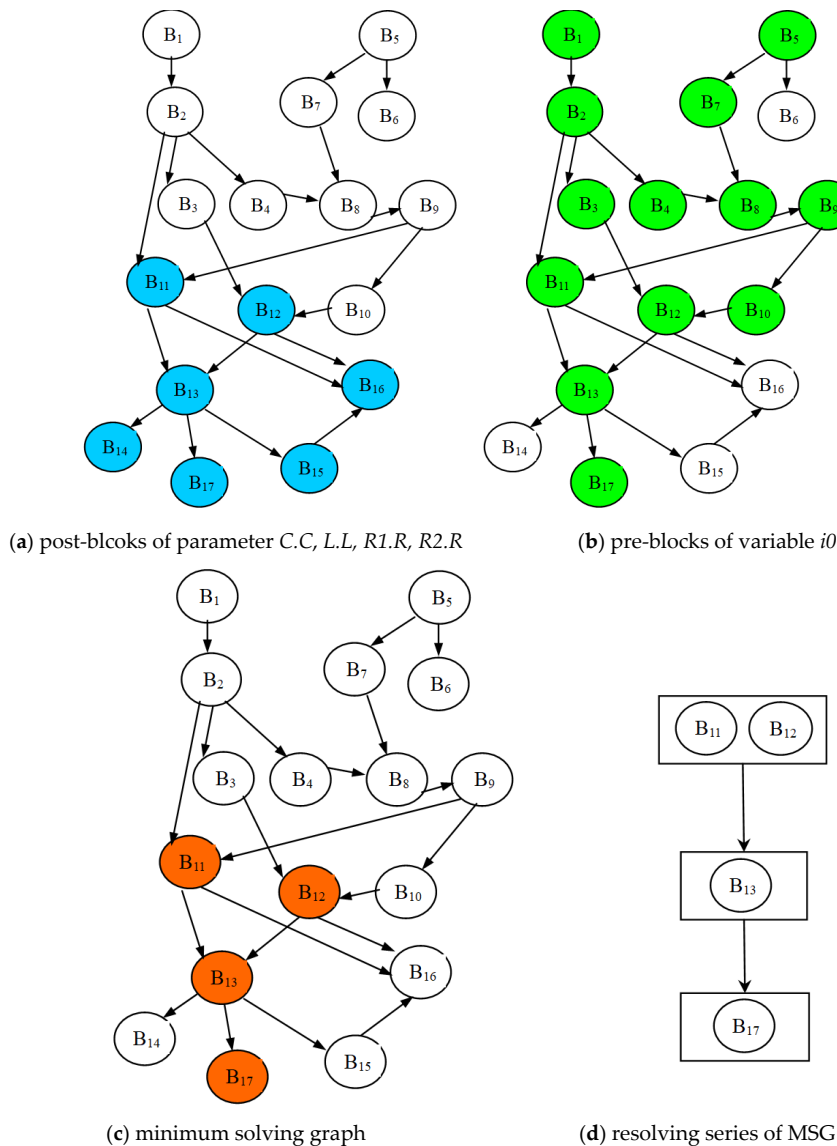 B1
B5
B2
B7
B6
B3
B4
B8
B9
B11
B12
B10
B13
B16
B14
B17
B15
(a) post-blcoks of parameter C.C, L.L, R1.R, R2.R
B1
B5
B2
B7
B6
B3
B4
B8
B9
B11
B12
B10
B13
B16
B14
B17
B15
(b) pre-blocks of variable i0
B1
B5
B2
B7
B6
B3
B4
B8
B9
B11
B12
B10
B13
B16
B14
B17
B15
(c) minimum solving graph
B11 B12
B13
B17
(d) resolving series of MSG